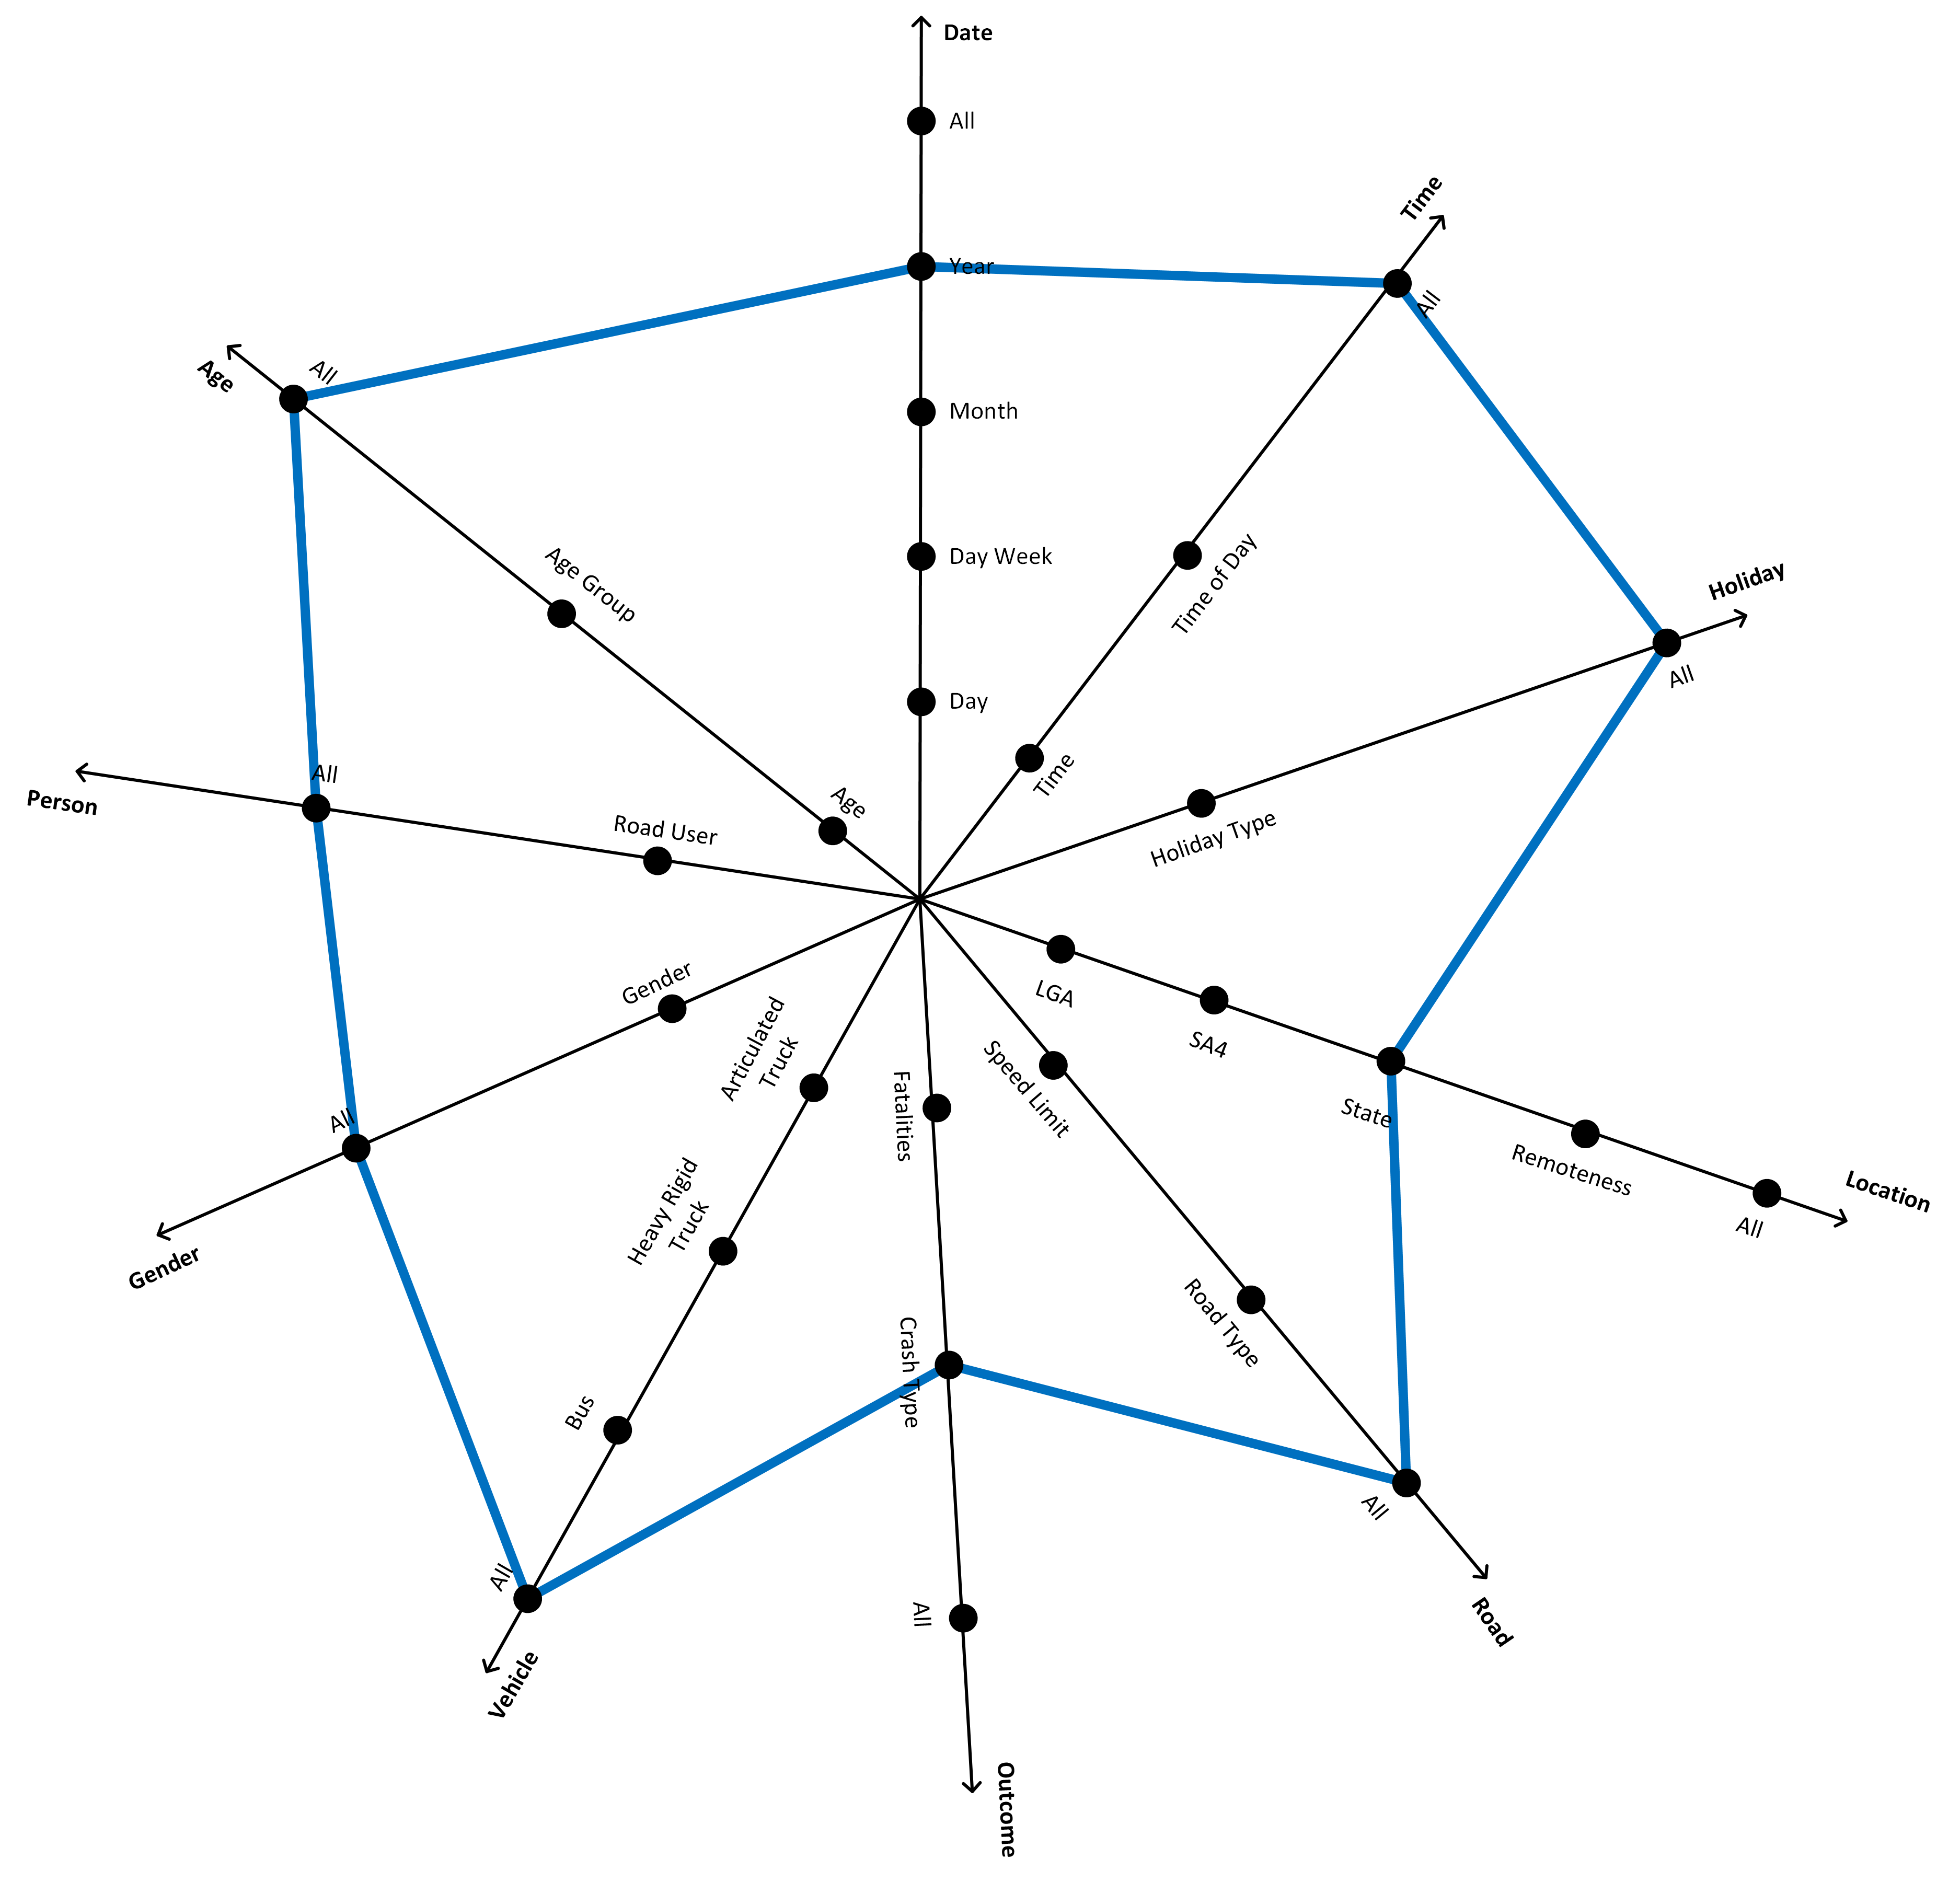 Date
All
Year
Month
Day Week
Day
Time
All
Time of Day
Time
Holiday
All
Holiday Type
Location
All
Remoteness
State
SA4
LGA
Road
All
Road Type
Speed Limit
Outcome
All
Crash Type
Fatalities
Vehicle
All
Bus
Heavy Rigid
Truck
Articulated
Truck
Gender
All
Gender
Person
All
Road User
Age
All
Age Group
Age